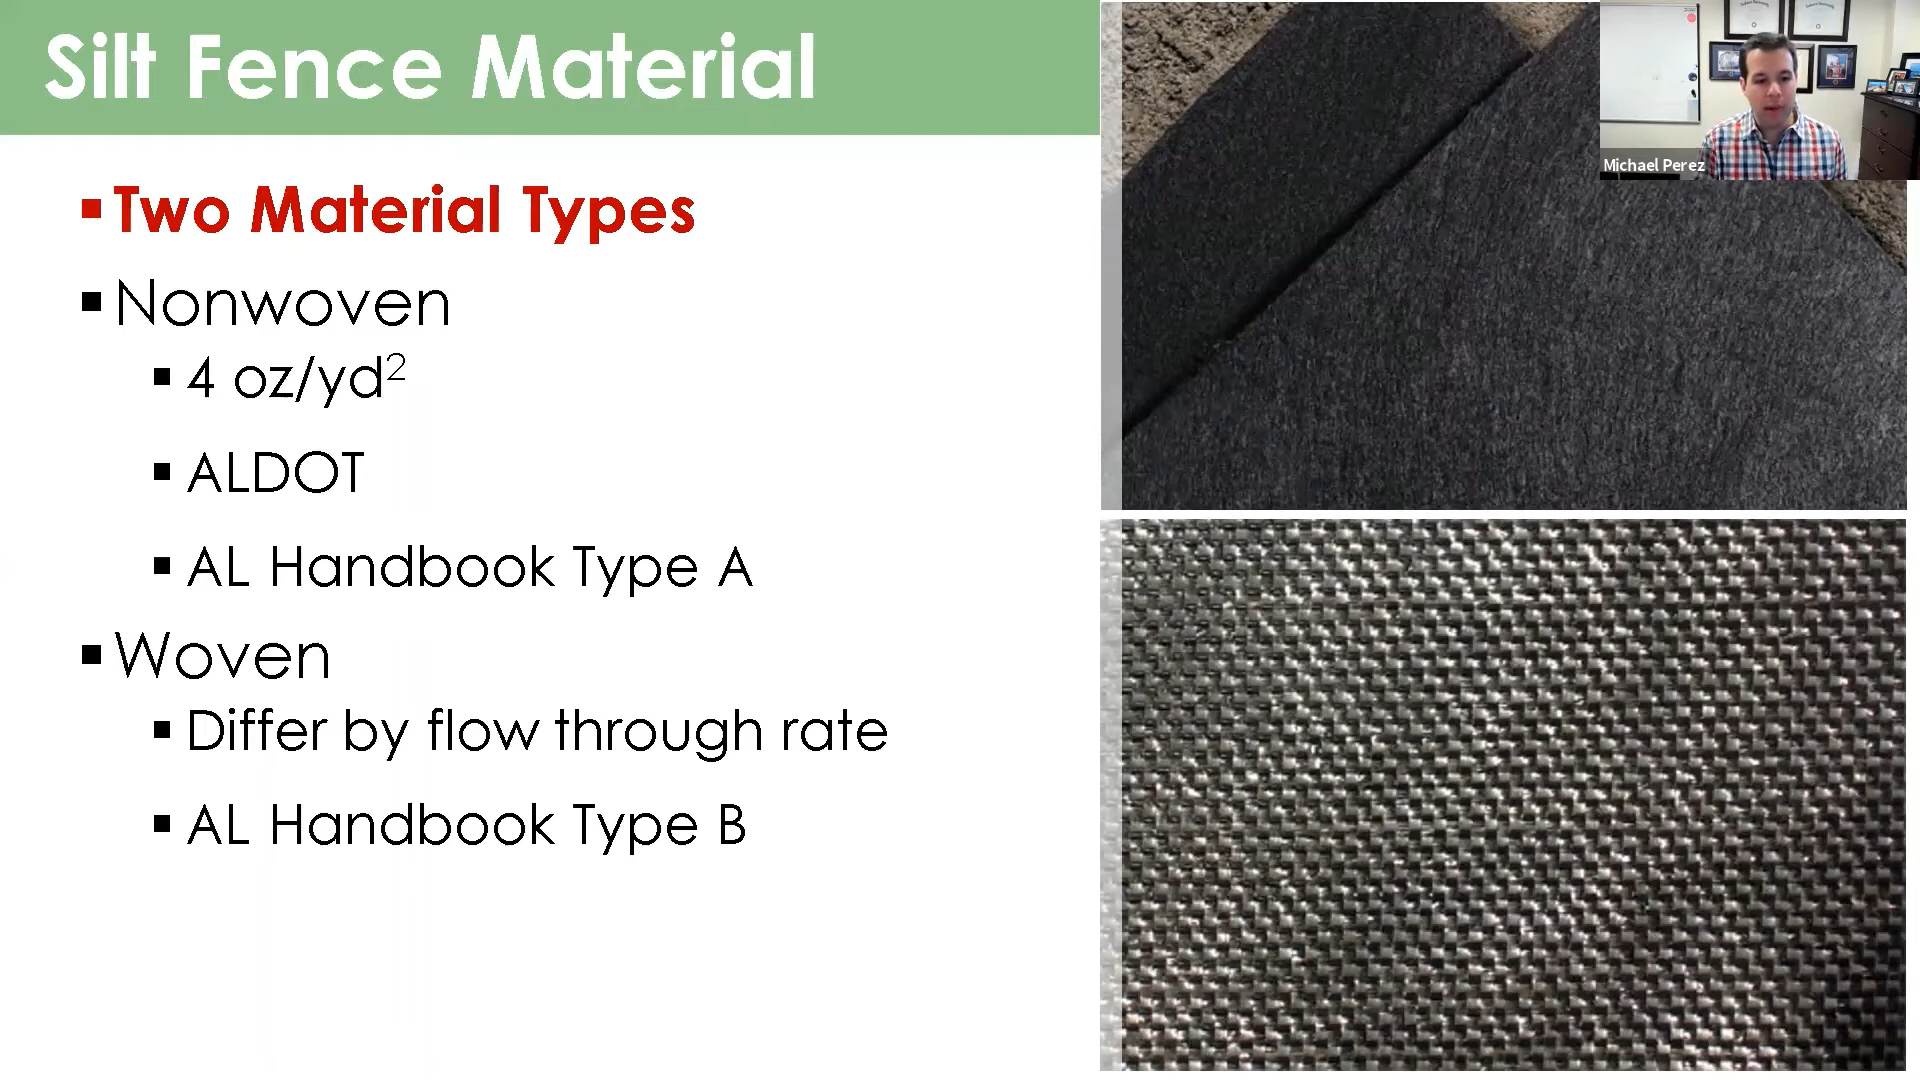 Silt Fence Material
Michael Perez
Two Material Types
Nonwoven
4 oz/yd²
ALDOT
AL Handbook Type A
Woven
Differ by flow through rate
AL Handbook Type B